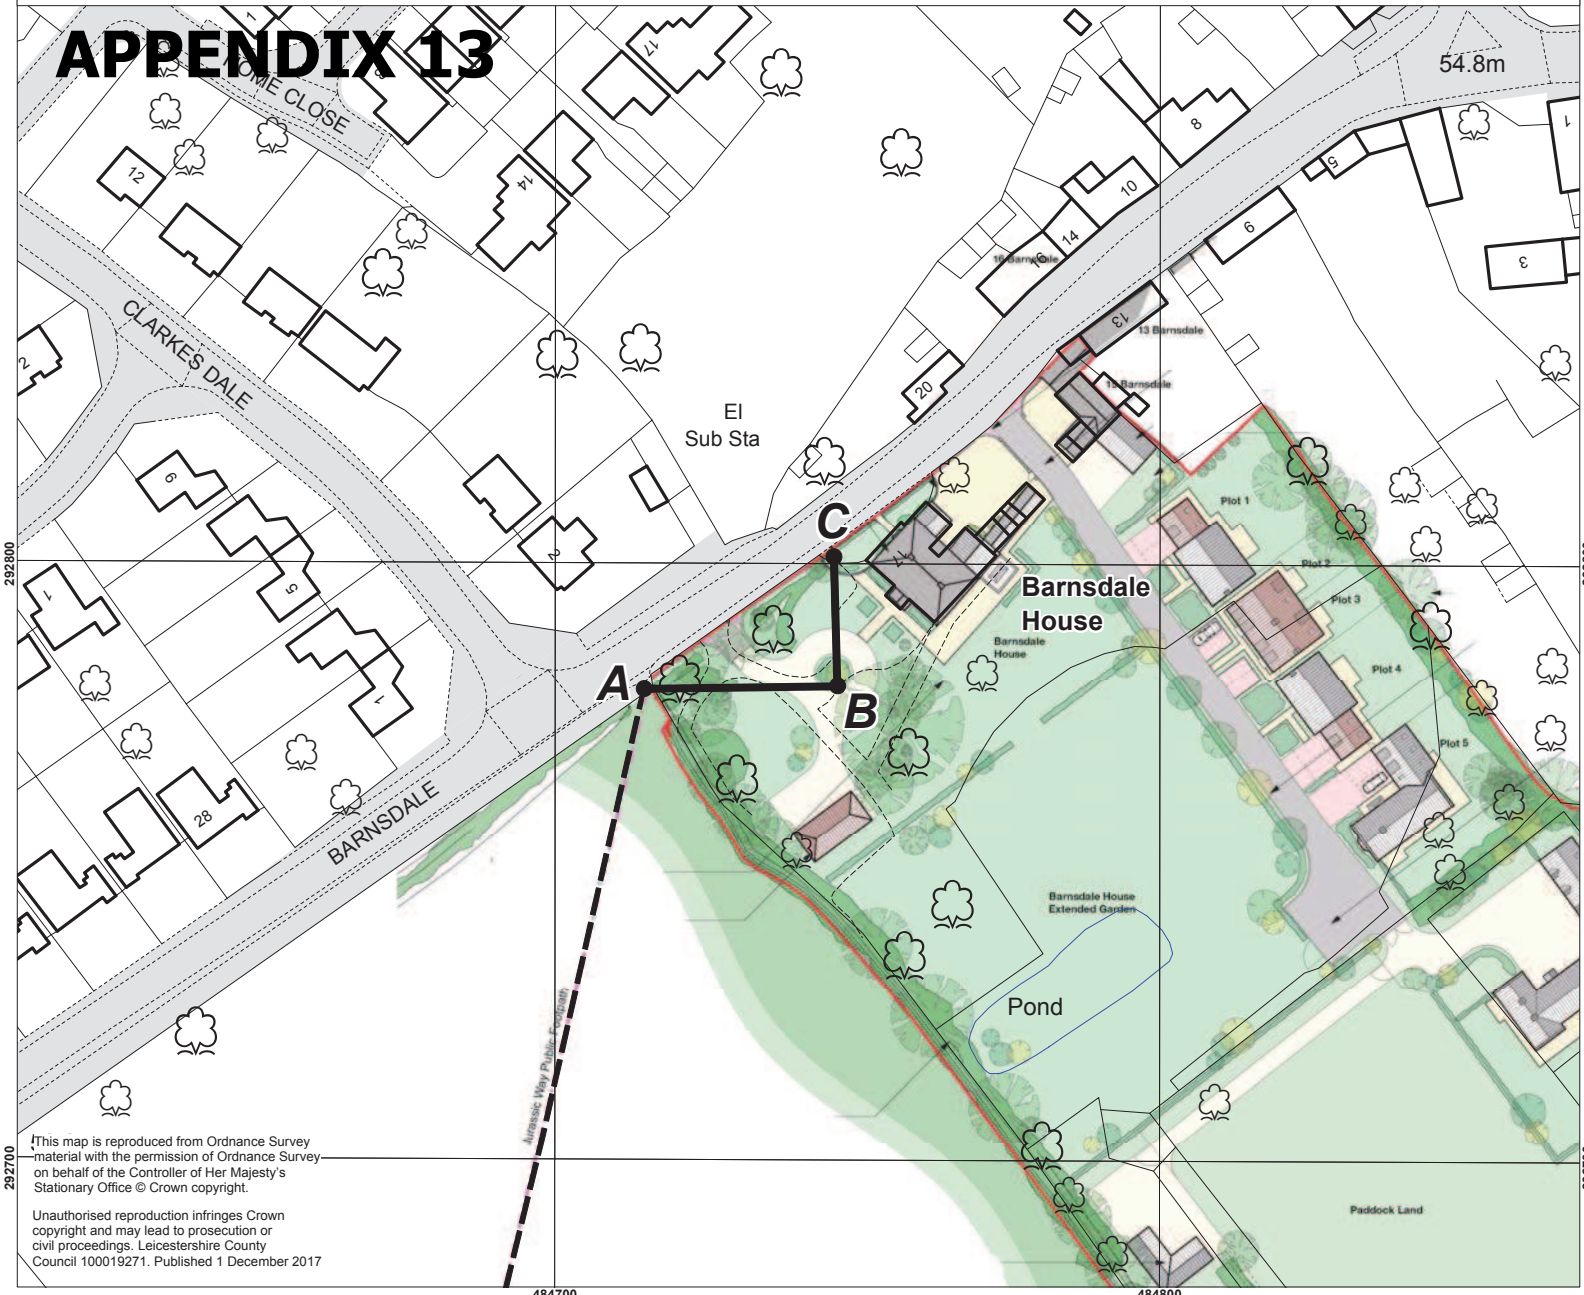 APPENDIX 13
1
17
54.8m
8
1
5
12
14
10
6
14
3
16
16 Barnsdale
CLARKES DALE
13
13 Barnsdale
2
15 Barnsdale
20
El
Sub Sta
6
Plot 1
C
292800
2
17
Plot 2
Barnsdale
House
5
1
Plot 3
Barnsdale
House
Plot 4
A
B
1
Plot 5
28
BARNSDALE
Barnsdale House
Extended Garden
Pond
Jurassic Way Public Footpath
292700
This map is reproduced from Ordnance Survey
material with the permission of Ordnance Survey
on behalf of the Controller of Her Majesty's
Stationary Office © Crown copyright.
Unauthorised reproduction infringes Crown
copyright and may lead to prosecution or
civil proceedings. Leicestershire County
Council 100019271. Published 1 December 2017
Paddock Land
484700
484800